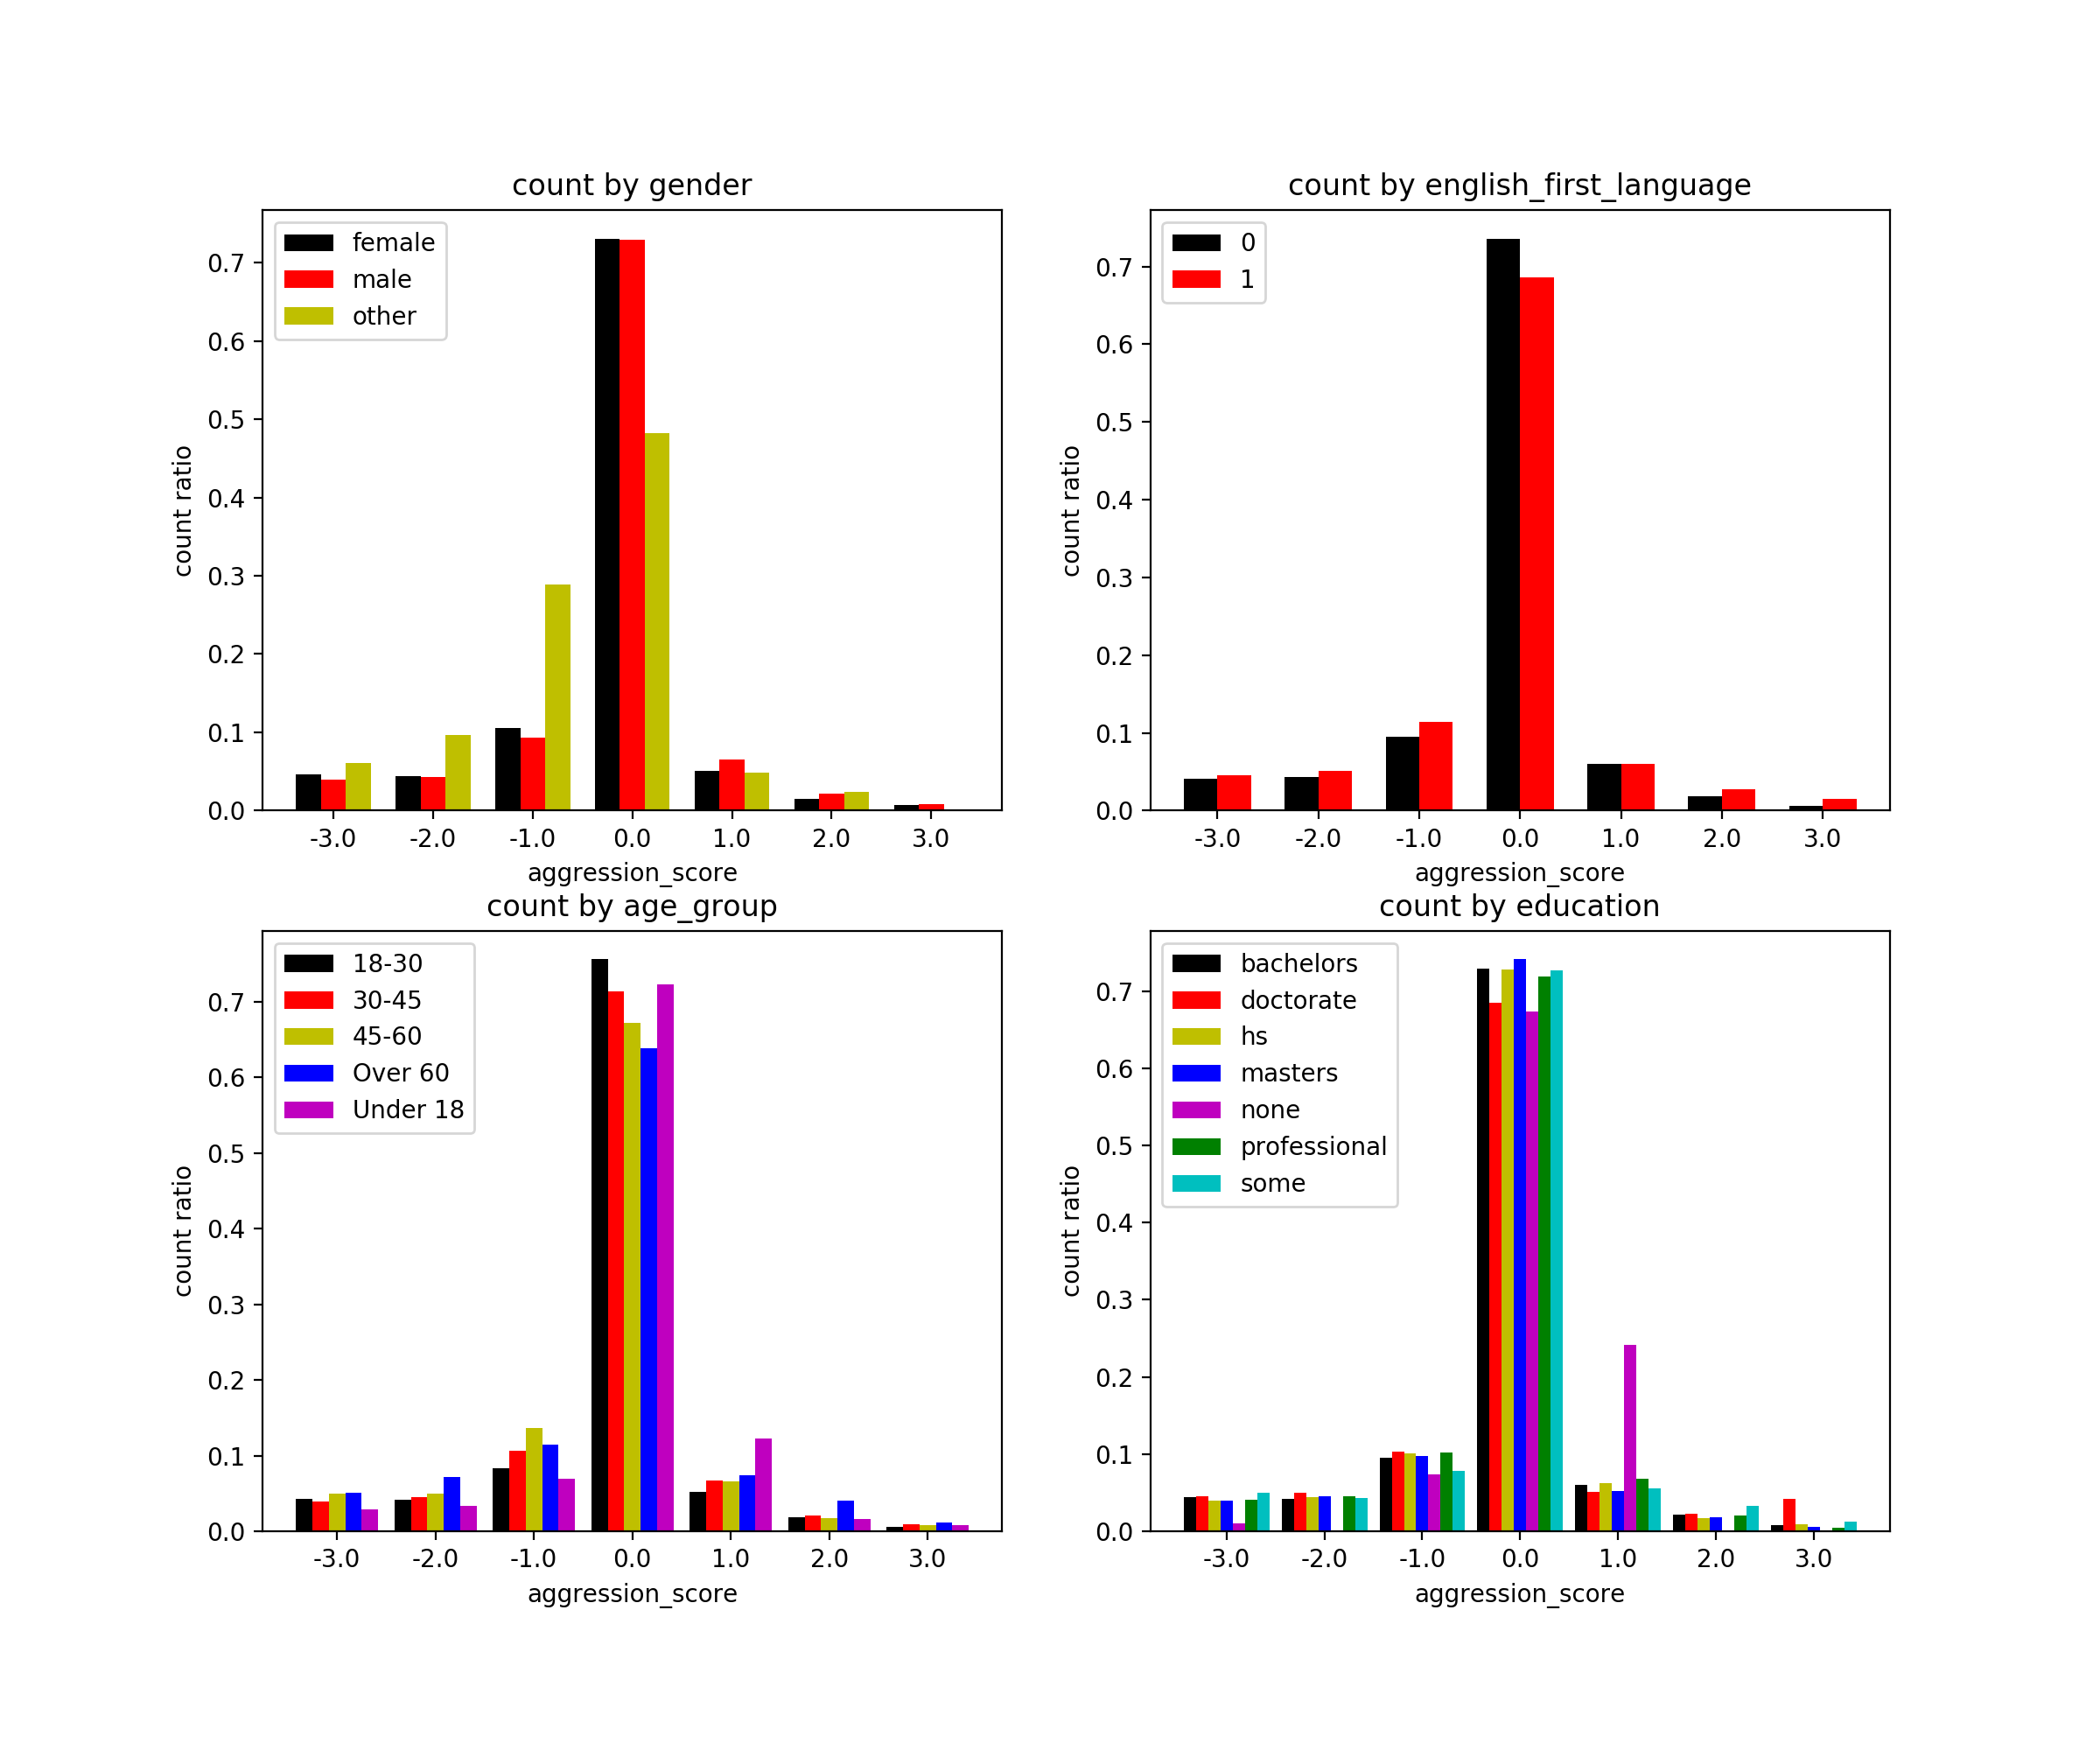 count by gender
female
male
other
0.7
0.6
0.5
0.4
0.3
0.2
0.1
0.0
count ratio
-3.0 -2.0 -1.0 0.0 1.0 2.0 3.0
aggression_score
count by english_first_language
0
1
0.7
0.6
0.5
0.4
0.3
0.2
0.1
0.0
count ratio
-3.0 -2.0 -1.0 0.0 1.0 2.0 3.0
aggression_score
count by age_group
18-30
30-45
45-60
Over 60
Under 18
0.7
0.6
0.5
0.4
0.3
0.2
0.1
0.0
count ratio
-3.0 -2.0 -1.0 0.0 1.0 2.0 3.0
aggression_score
count by education
bachelors
doctorate
hs
masters
none
professional
some
0.7
0.6
0.5
0.4
0.3
0.2
0.1
0.0
count ratio
-3.0 -2.0 -1.0 0.0 1.0 2.0 3.0
aggression_score